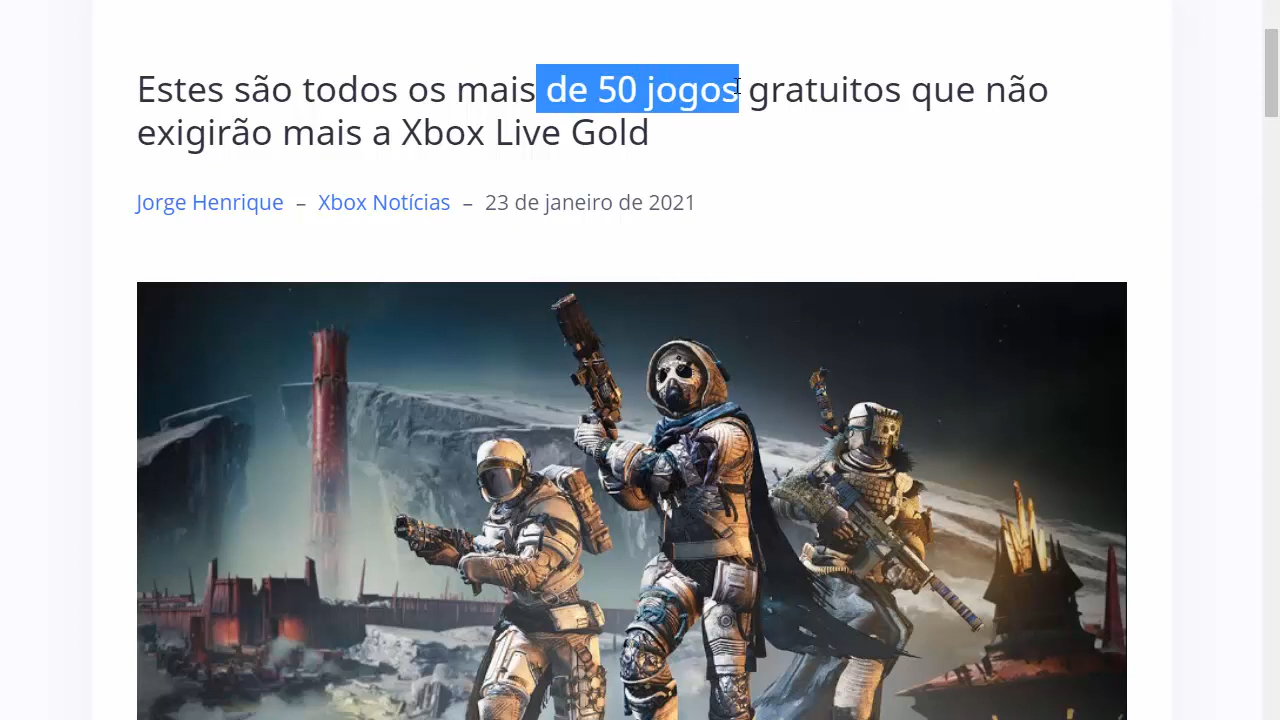 Estes são todos os mais de 50 jogos gratuitos que não
exigirão mais a Xbox Live Gold
Jorge Henrique – Xbox Notícias – 23 de janeiro de 2021